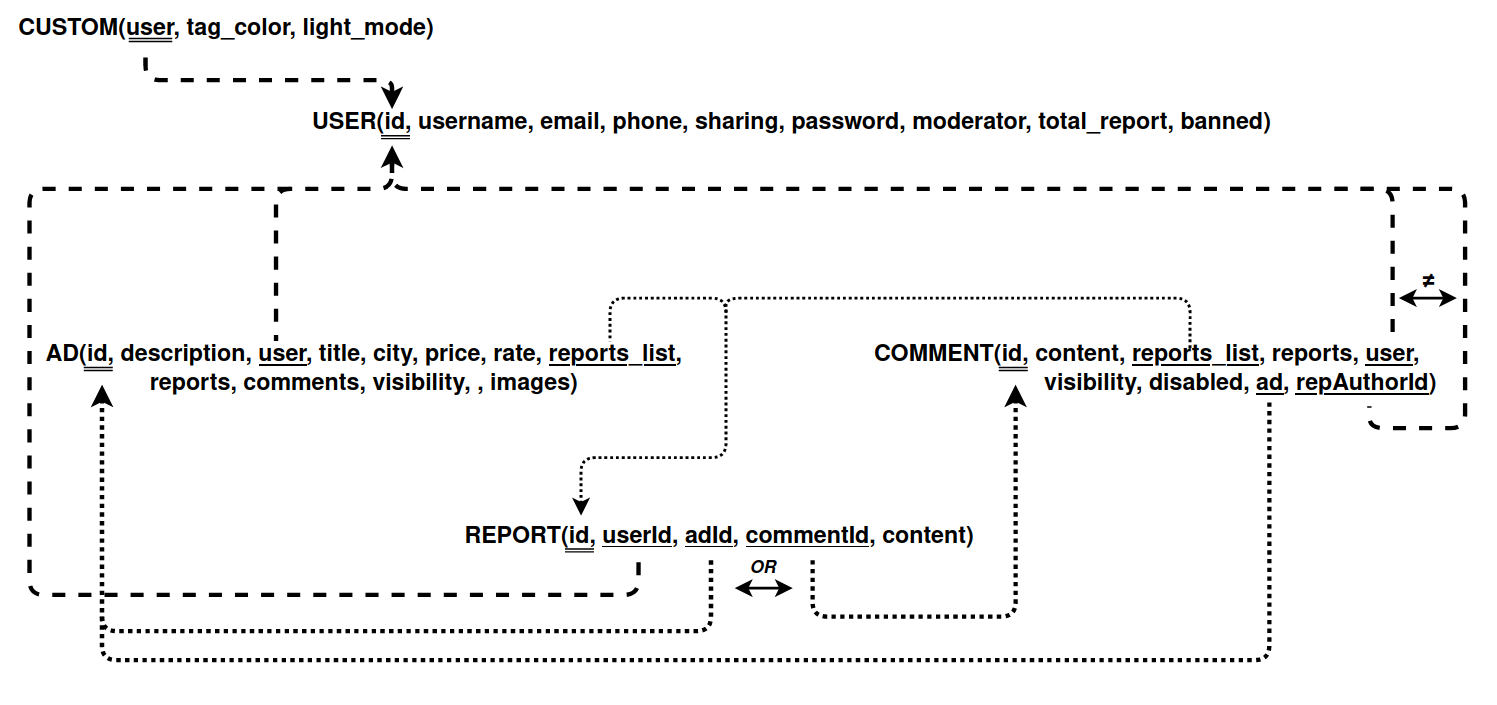 CUSTOM(user, tag_color, light_mode)
USER(id, username, email, phone, sharing, password, moderator, total_report, banned)
≠
AD(id, description, user, title, city, price, rate, reports_list,
reports, comments, visibility, , images)
COMMENT(id, content, reports_list, reports, user,
visibility, disabled, ad, repAuthorId)
REPORT(id, userId, adId, commentId, content)
OR